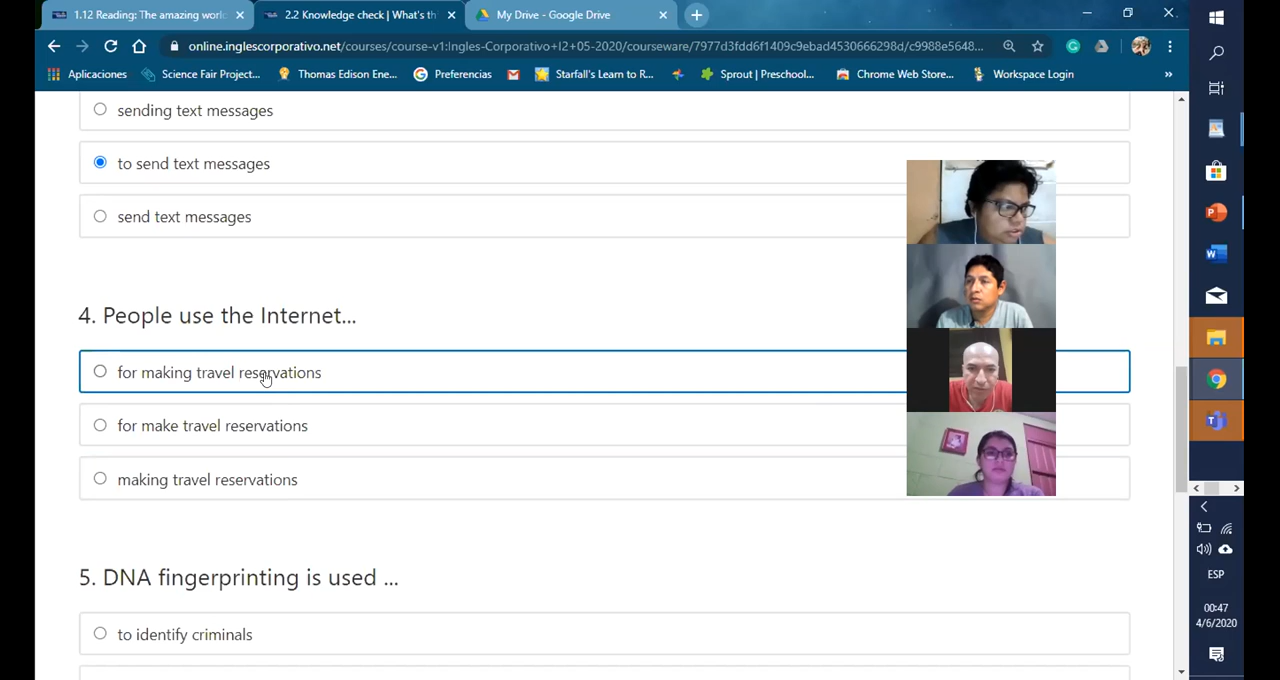 1.12 Reading: The amazing world
2.2 Knowledge check | What's th
My Drive - Google Drive
online.inglescorporativo.net/courses/course-v1:Ingles-Corporativo+I2+05-2020/courseware/7977d3fdd6f1409c9ebad4530666298d/c9988e5648...
Aplicaciones
Science Fair Project...
Thomas Edison Ene...
Preferencias
Starfall's Learn to R...
Sprout | Preschool...
Chrome Web Store...
Workspace Login
»
sending text messages
to send text messages
send text messages
4. People use the Internet...
for making travel reservations
for make travel reservations
making travel reservations
5. DNA fingerprinting is used ...
to identify criminals
ESP
00:47
4/6/2020